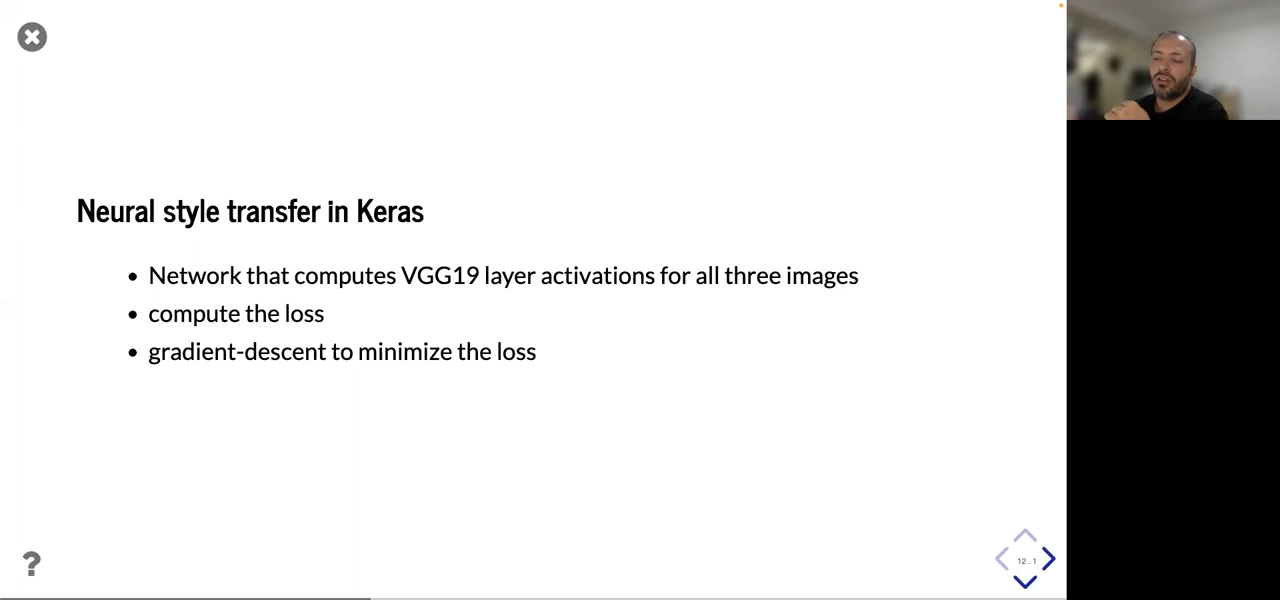 Neural style transfer in Keras
• Network that computes VGG19 layer activations for all three images
• compute the loss
• gradient-descent to minimize the loss
?
12.1